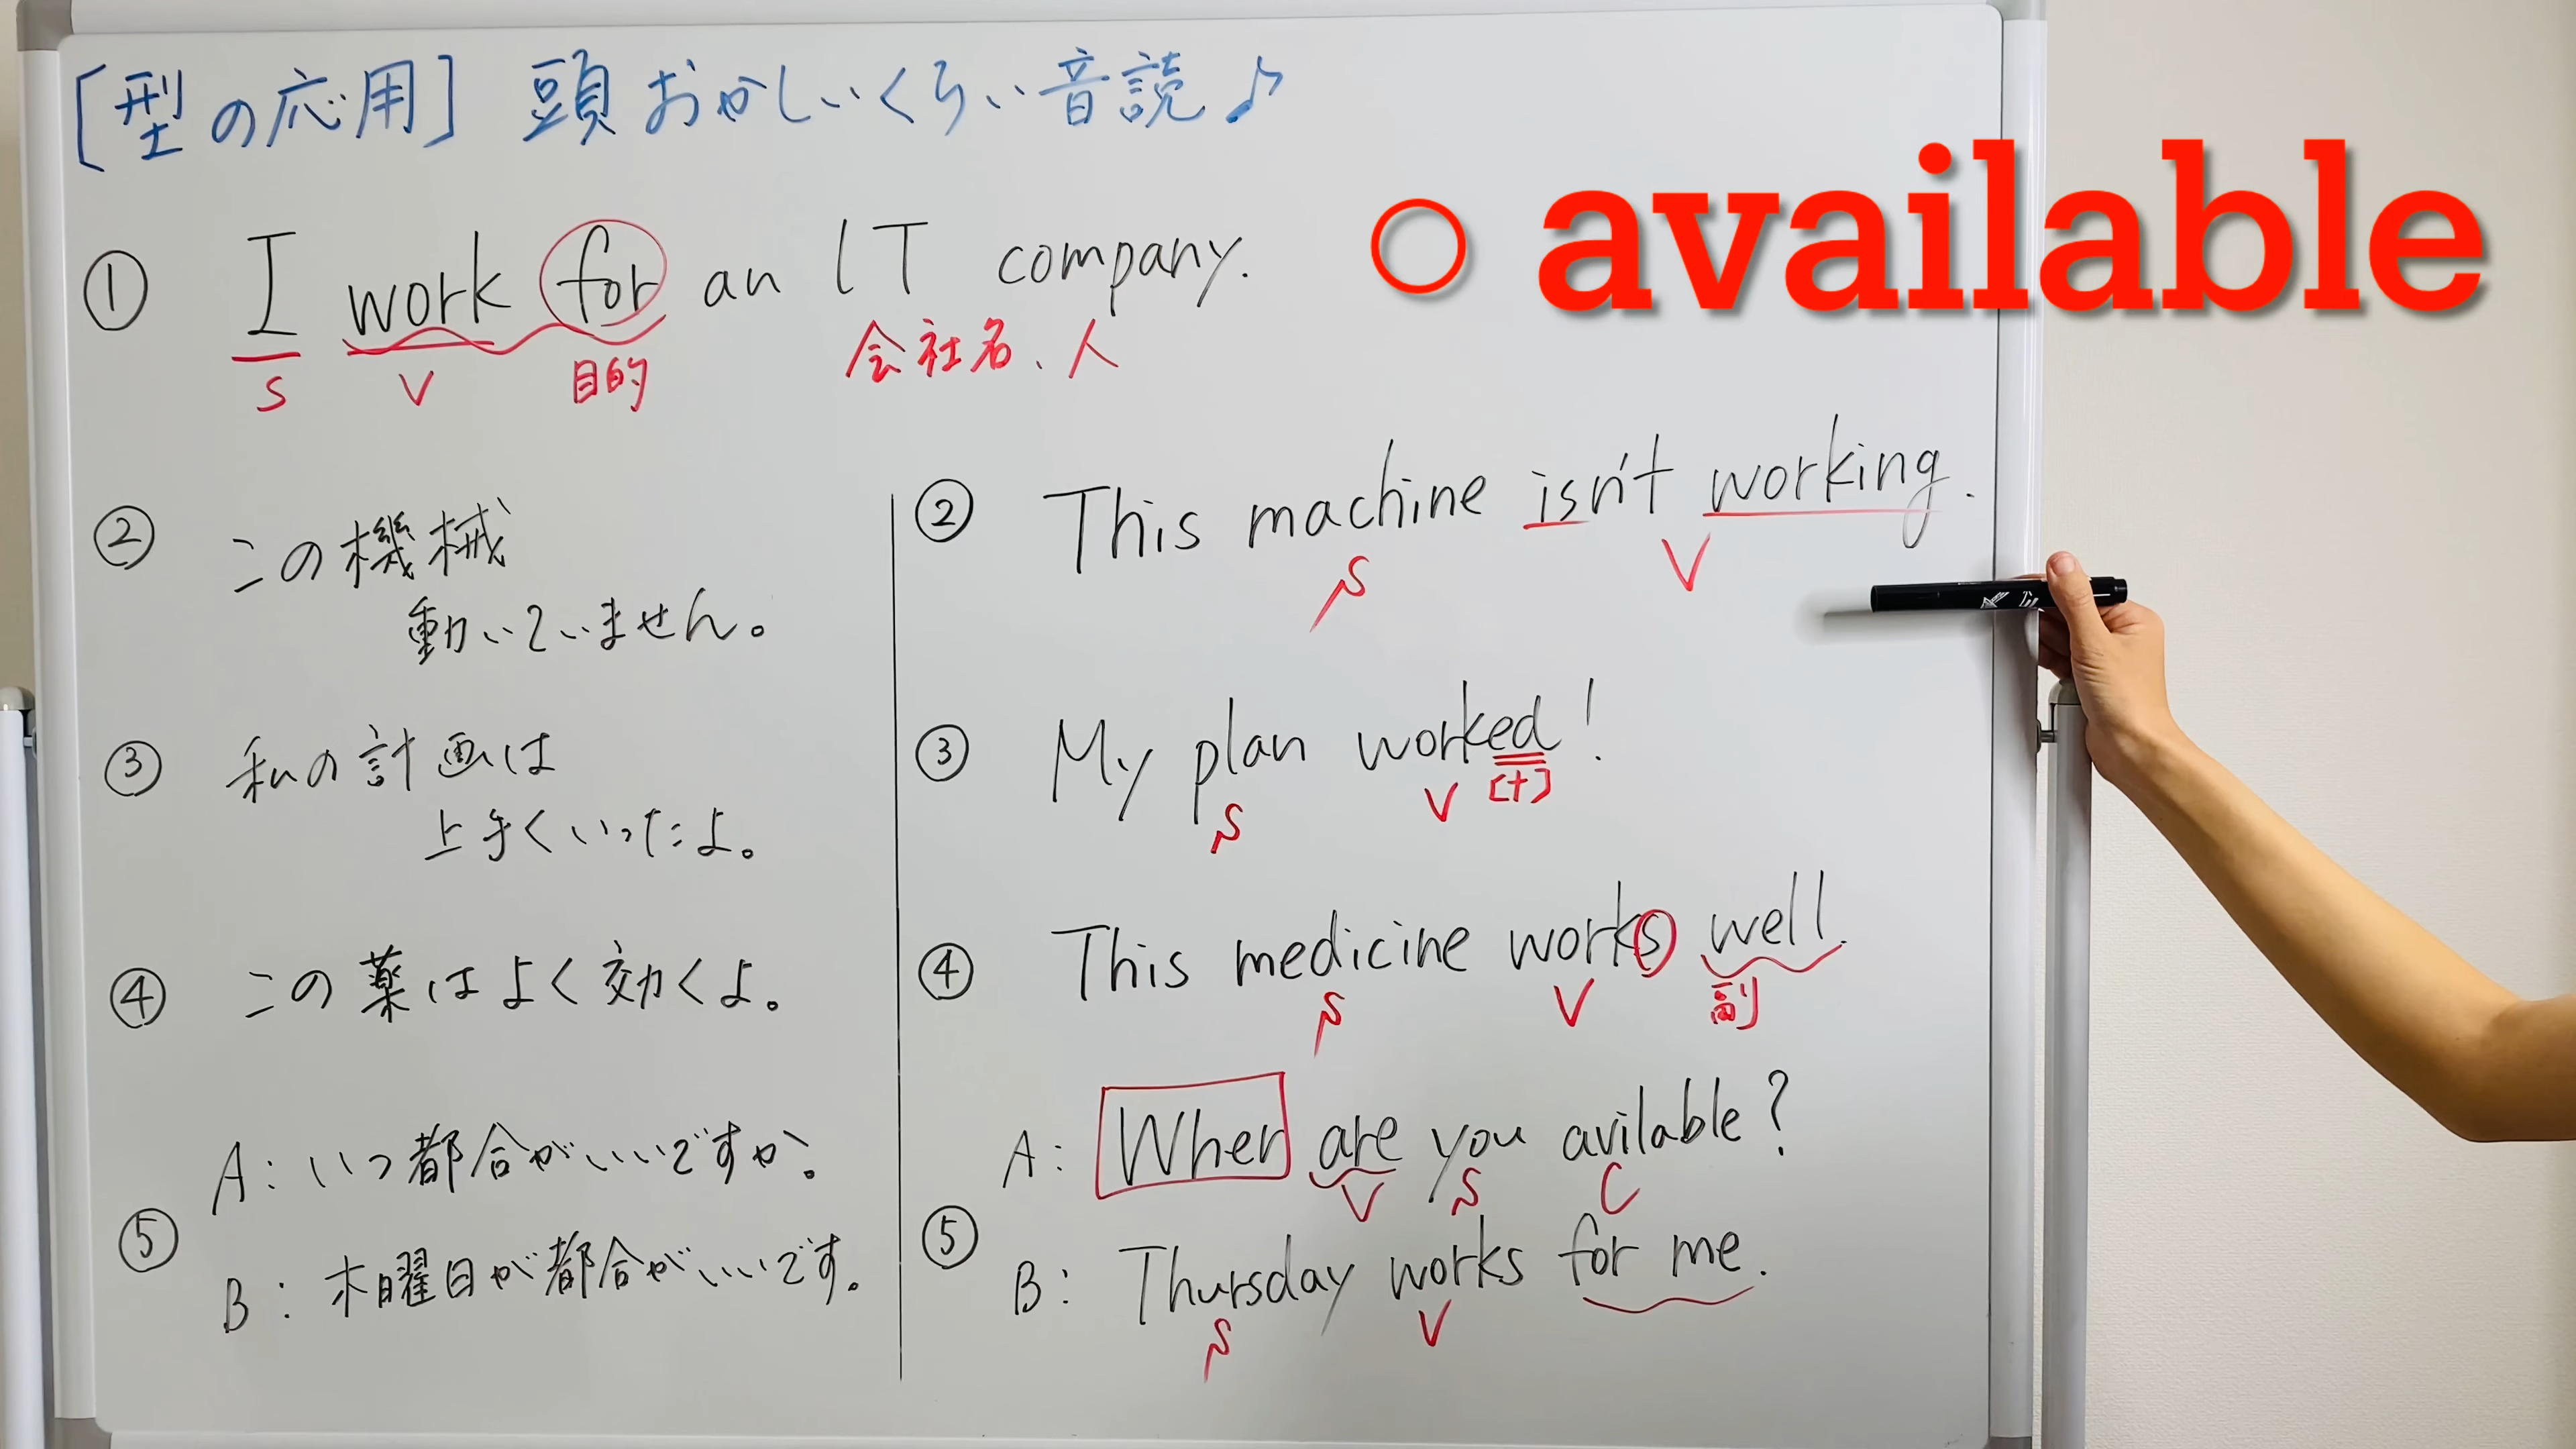 [型の応用] 頭おかしいくらい音読♪
○ available
① I work for an IT company.
S V 目的 会社名、人
② この機械
動いていません。
③ 私の計画は
上手くいったよ。
④ この薬はよく効くよ。
⑤
A: いつ都合がいいですか。
B: 木曜日が都合がいいです。
② This machine isn't working.
S V
③ My plan worked!
S V [t]
④ This medicine works well.
S V 副
⑤
A: When are you avilable?
V S C
B: Thursday works for me.
S V